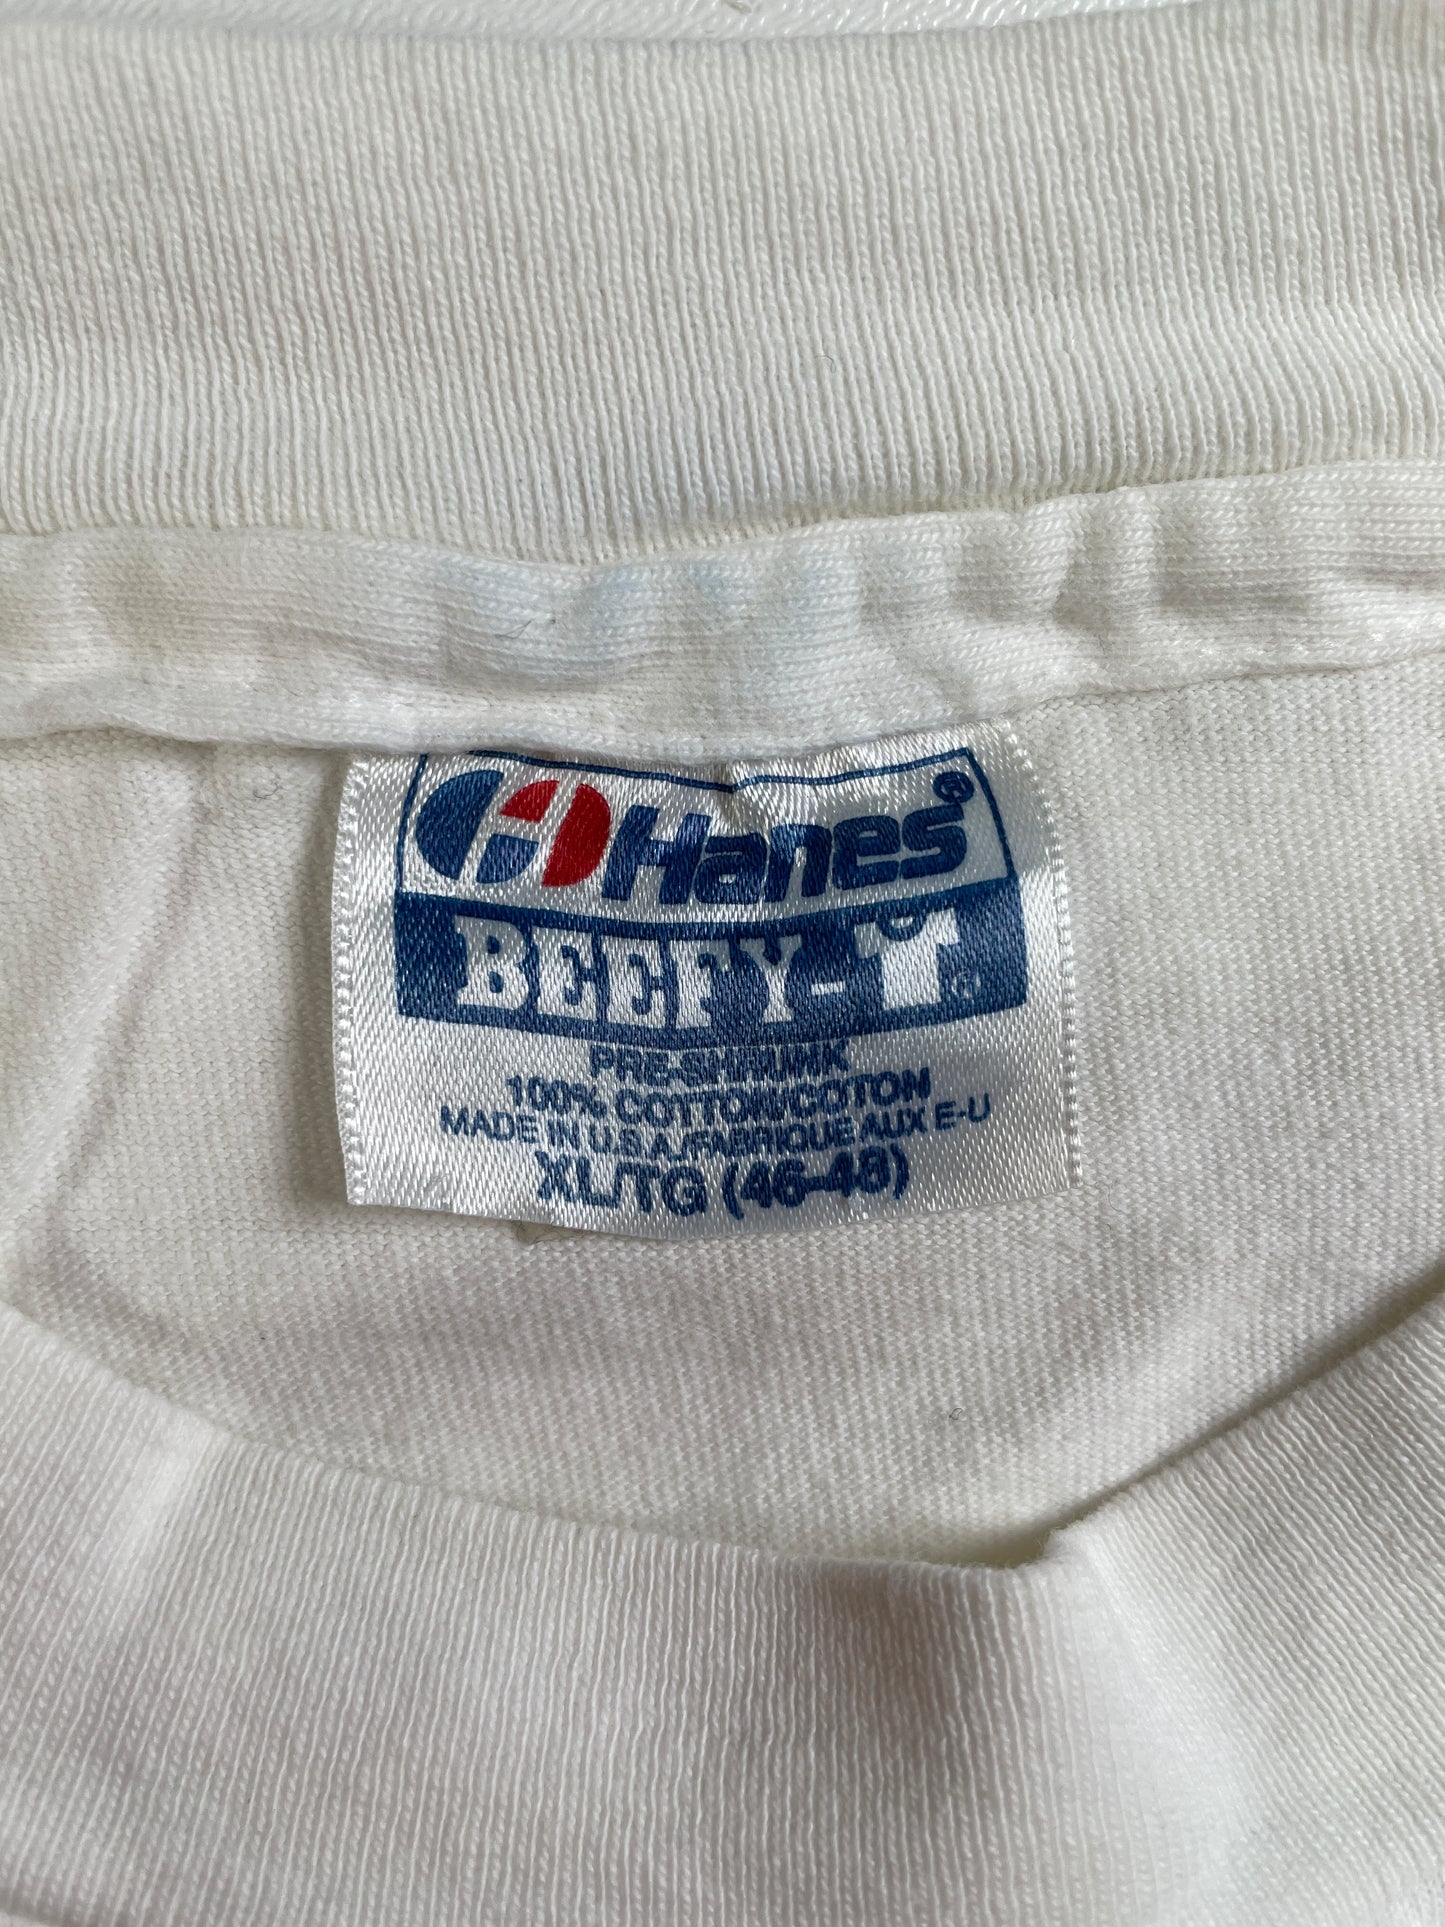 Hanes®
BEEFY-T®
PRE-SHRUNK
100% COTTON/COTON
MADE IN U.S.A./FABRIQUE AUX E-U
XL/TG (46-48)